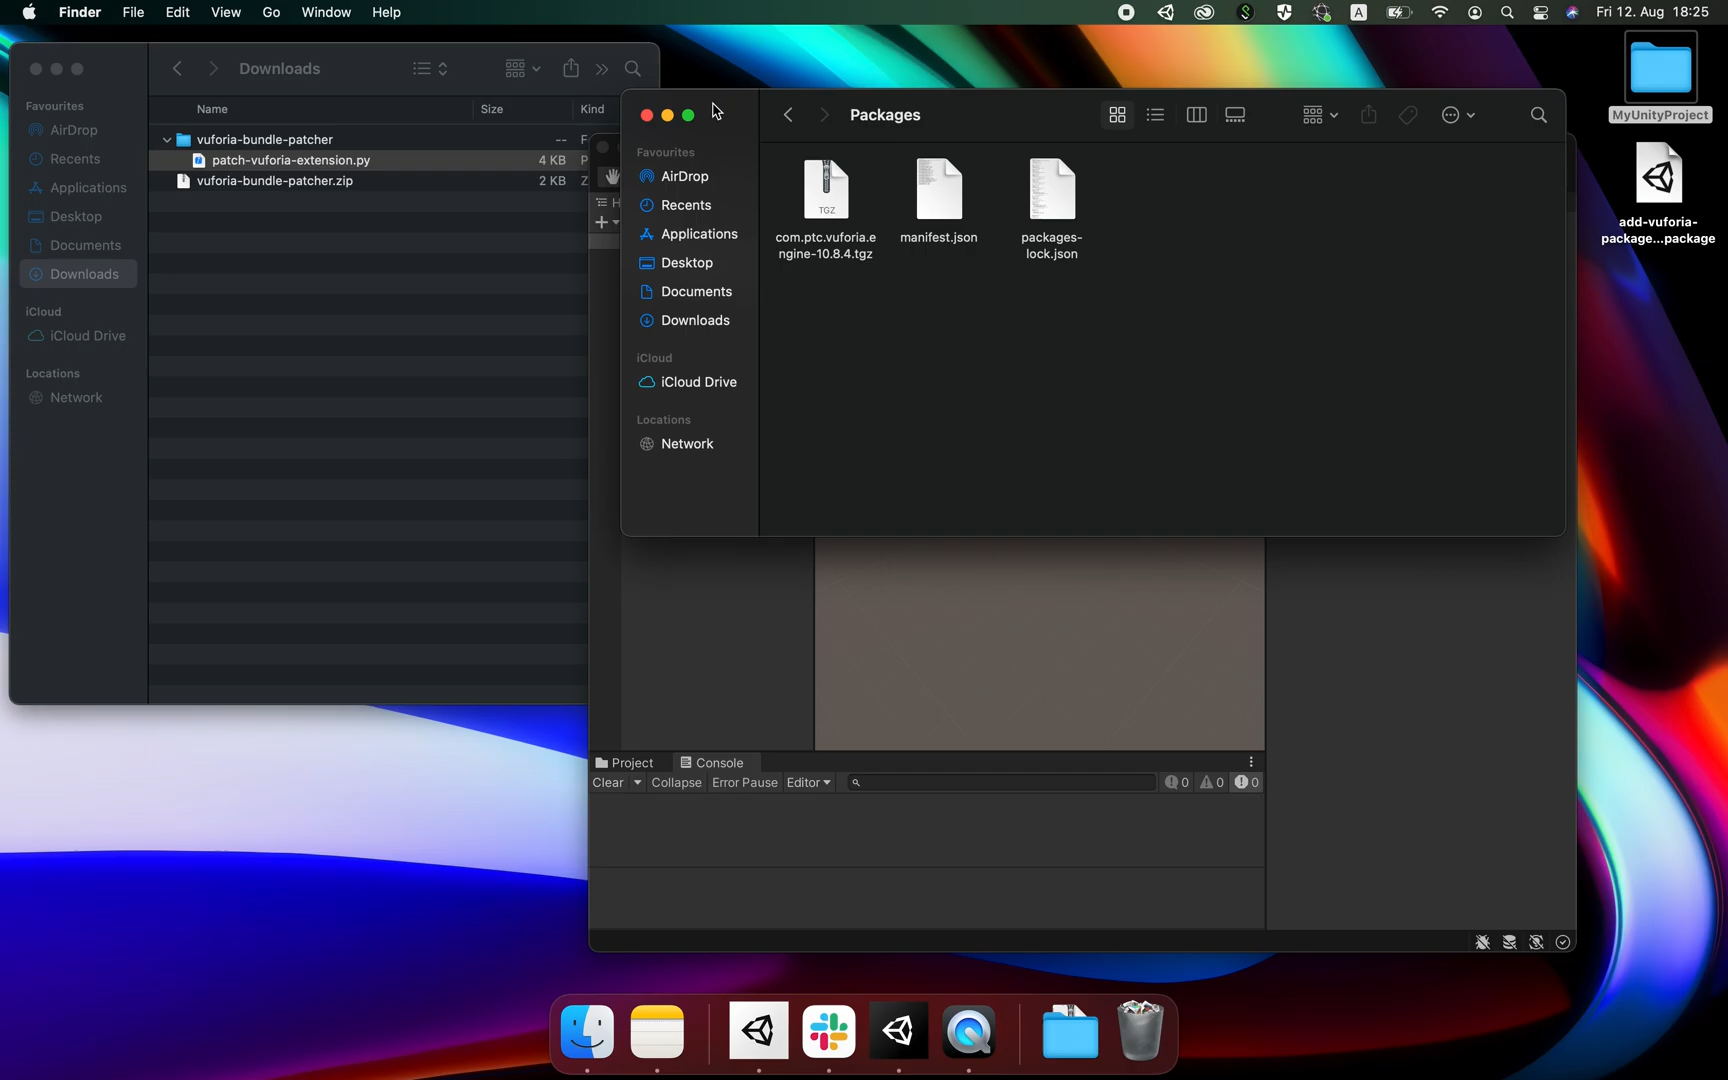 Finder File Edit View Go Window Help
A
Fri 12. Aug 18:25
Downloads
Favourites
AirDrop
Recents
Applications
Desktop
Documents
Downloads
iCloud
iCloud Drive
Locations
Network
Name Size Kind
vuforia-bundle-patcher -- F
patch-vuforia-extension.py 4 KB P
vuforia-bundle-patcher.zip 2 KB Z
H
Packages
Favourites
AirDrop
Recents
Applications
Desktop
Documents
Downloads
iCloud
iCloud Drive
Locations
Network
TGZ
com.ptc.vuforia.e
ngine-10.8.4.tgz
manifest.json
packages-
lock.json
MyUnityProject
add-vuforia-
package...package
Project Console
Clear Collapse Error Pause Editor 0 0 0